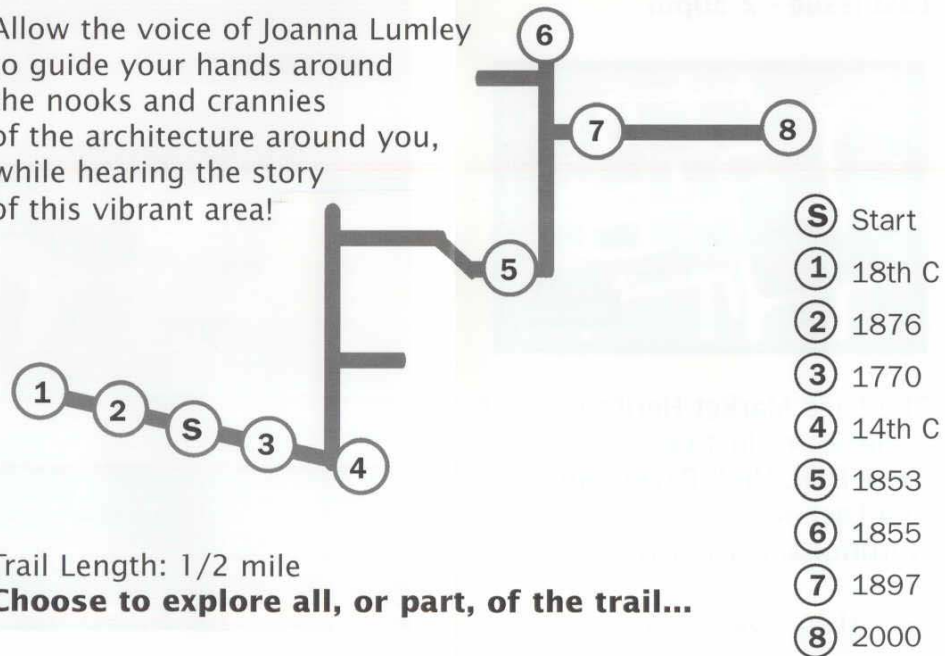 Allow the voice of Joanna Lumley
to guide your hands around
the nooks and crannies
of the architecture around you,
while hearing the story
of this vibrant area!
6
7
8
5
1
2
S
3
4
S Start
1 18th C
2 1876
3 1770
4 14th C
5 1853
6 1855
7 1897
8 2000
Trail Length: 1/2 mile
Choose to explore all, or part, of the trail...